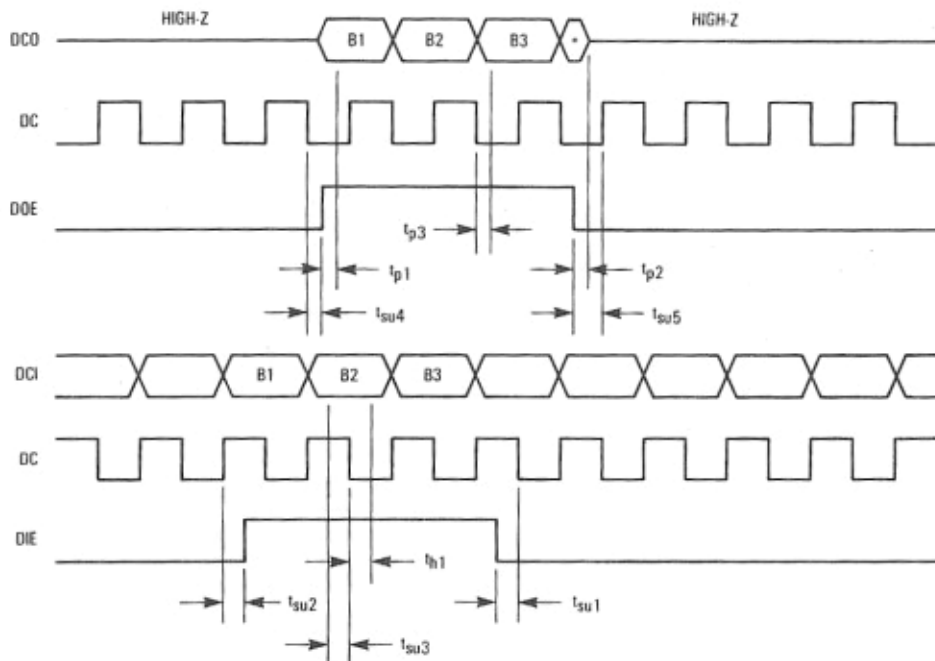 HIGH-Z
HIGH-Z
DCO
B1
B2
B3
*
DC
DOE
tp3
tp1
tp2
tsu4
tsu5
DCI
B1
B2
B3
DC
DIE
th1
tsu2
tsu1
tsu3